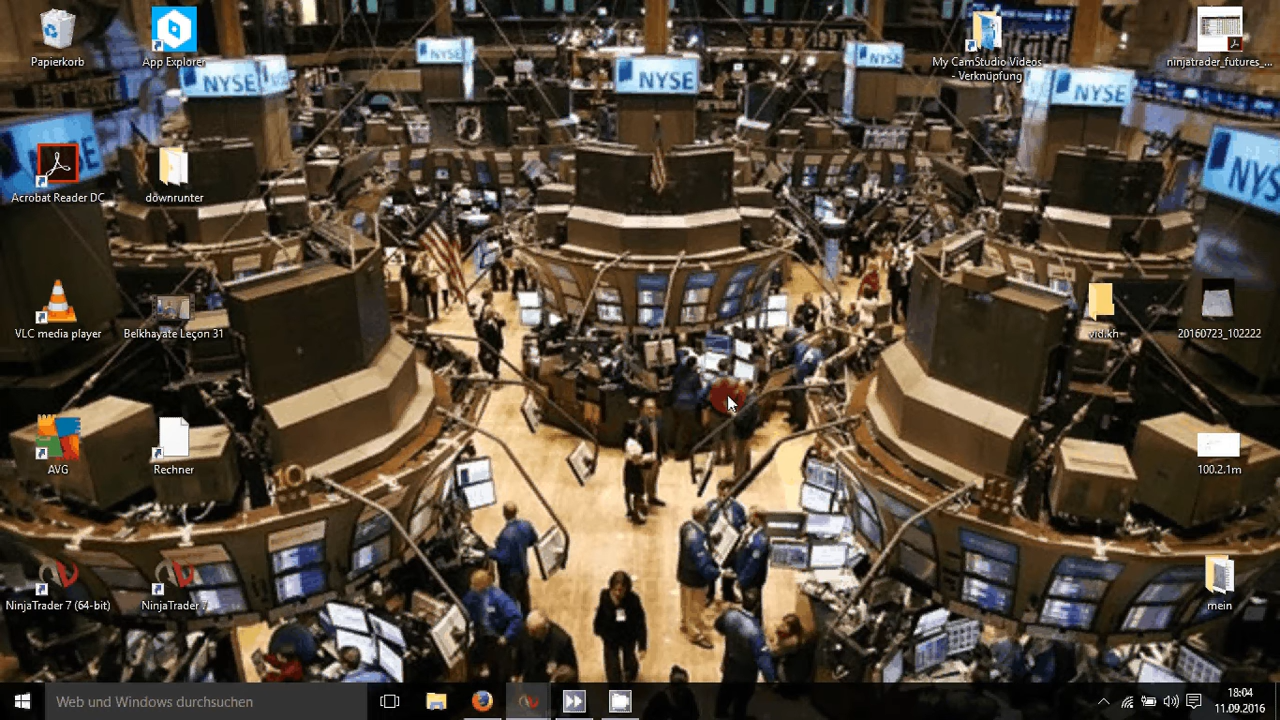 Papierkorb
App Explorer
My CamStudio Videos
- Verknüpfung
ninjatrader_futures_...
NYSE
NYSE
NYSE
NYSE
NYSE
NYS
Acrobat Reader DC
downrunter
VLC media player
Belkhayate Leçon 31
vid.kh
20160723_102222
AVG
Rechner
100.2.1m
NinjaTrader 7 (64-bit)
NinjaTrader 7
mein
Web und Windows durchsuchen
18:04
11.09.2016